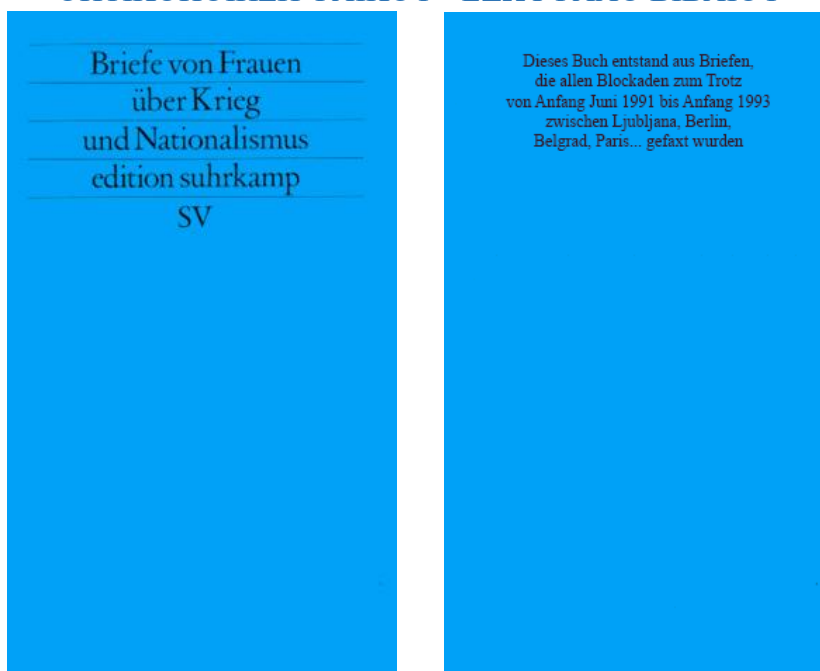 Briefe von Frauen
über Krieg
und Nationalismus
edition suhrkamp
SV
Dieses Buch entstand aus Briefen,
die allen Blockaden zum Trotz
von Anfang Juni 1991 bis Anfang 1993
zwischen Ljubljana, Berlin,
Belgrad, Paris... gefaxt wurden